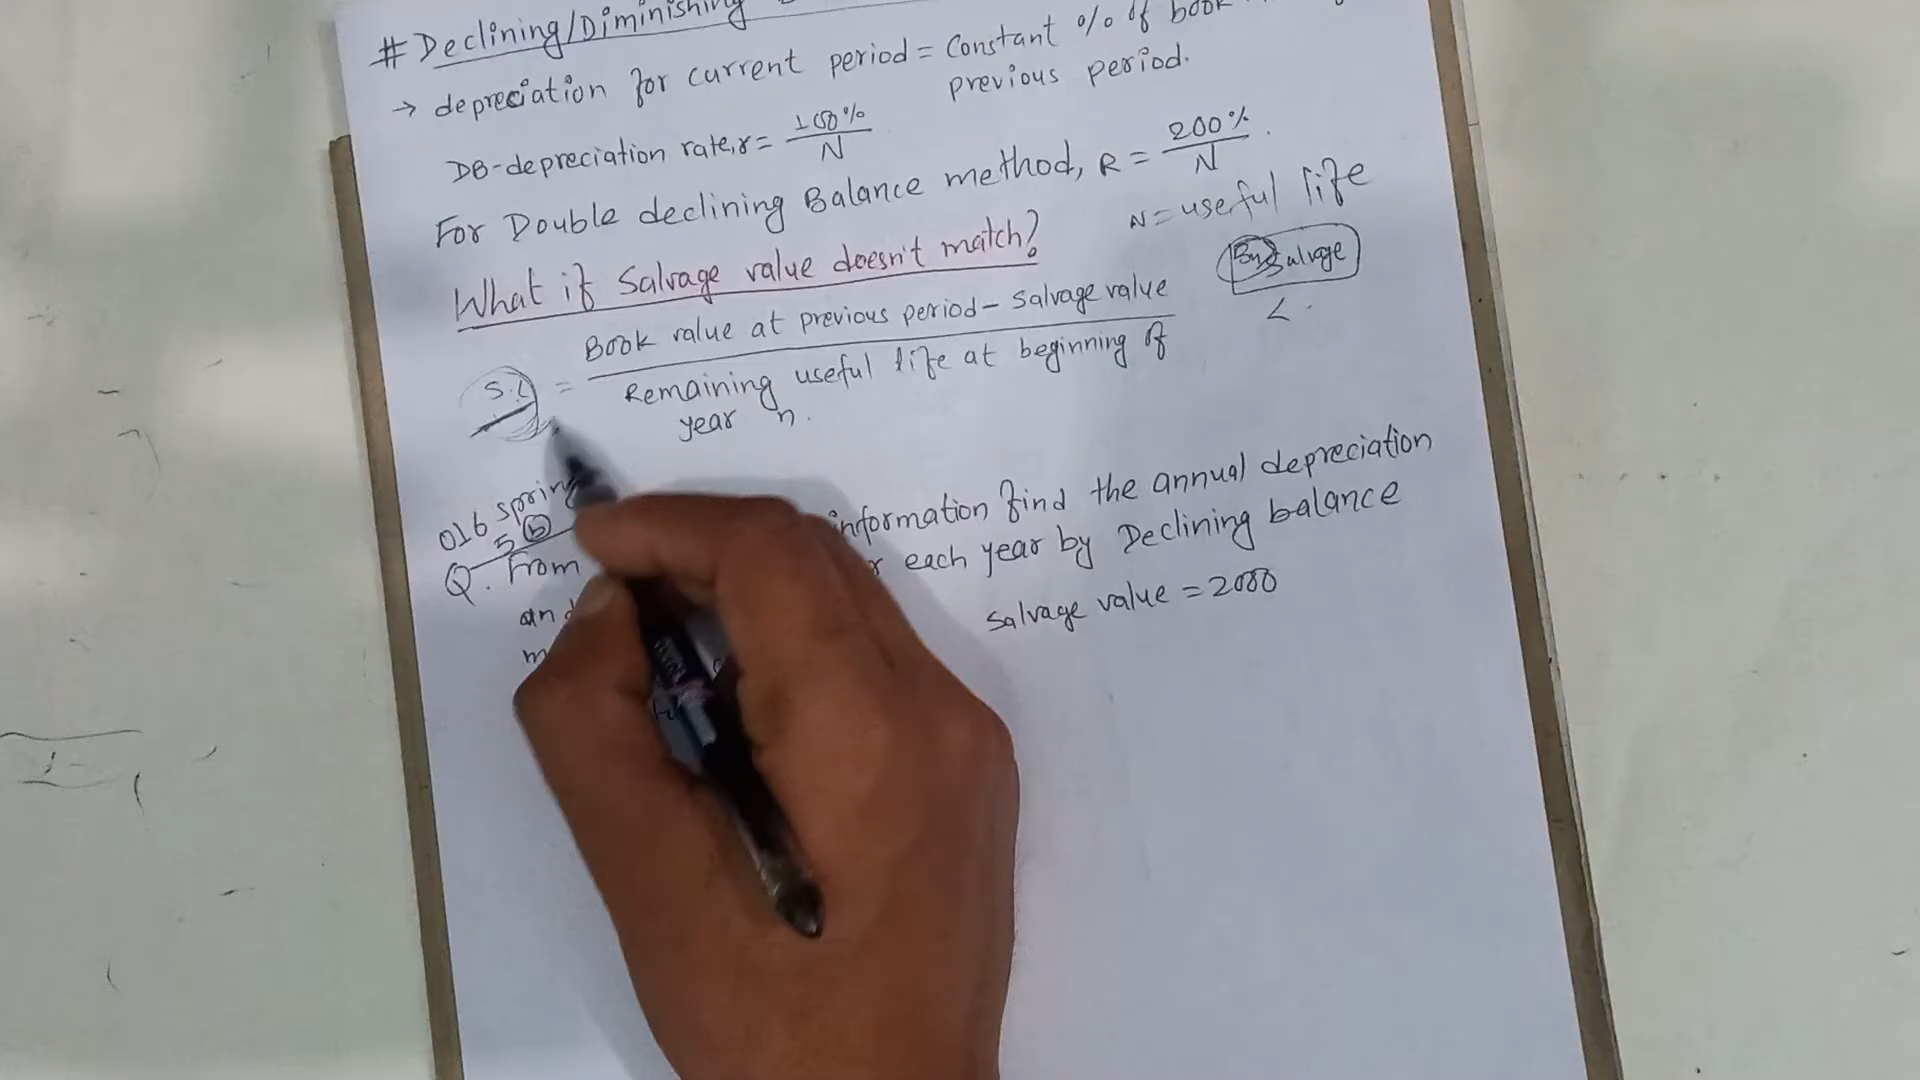 # Declining/Diminishing
→ depreciation for current period = Constant % of book
previous period.
DB-depreciation rate, r = 100% / N
For Double declining Balance method, R = 200% / N .
N = useful life
What if Salvage value doesn't match?
Salvage
<
S.L = Book value at previous period - Salvage value / Remaining useful life at beginning of
year n.
016 spring
5 (b)
Q. From information find the annual depreciation
and each year by Declining balance
Salvage value = 2000